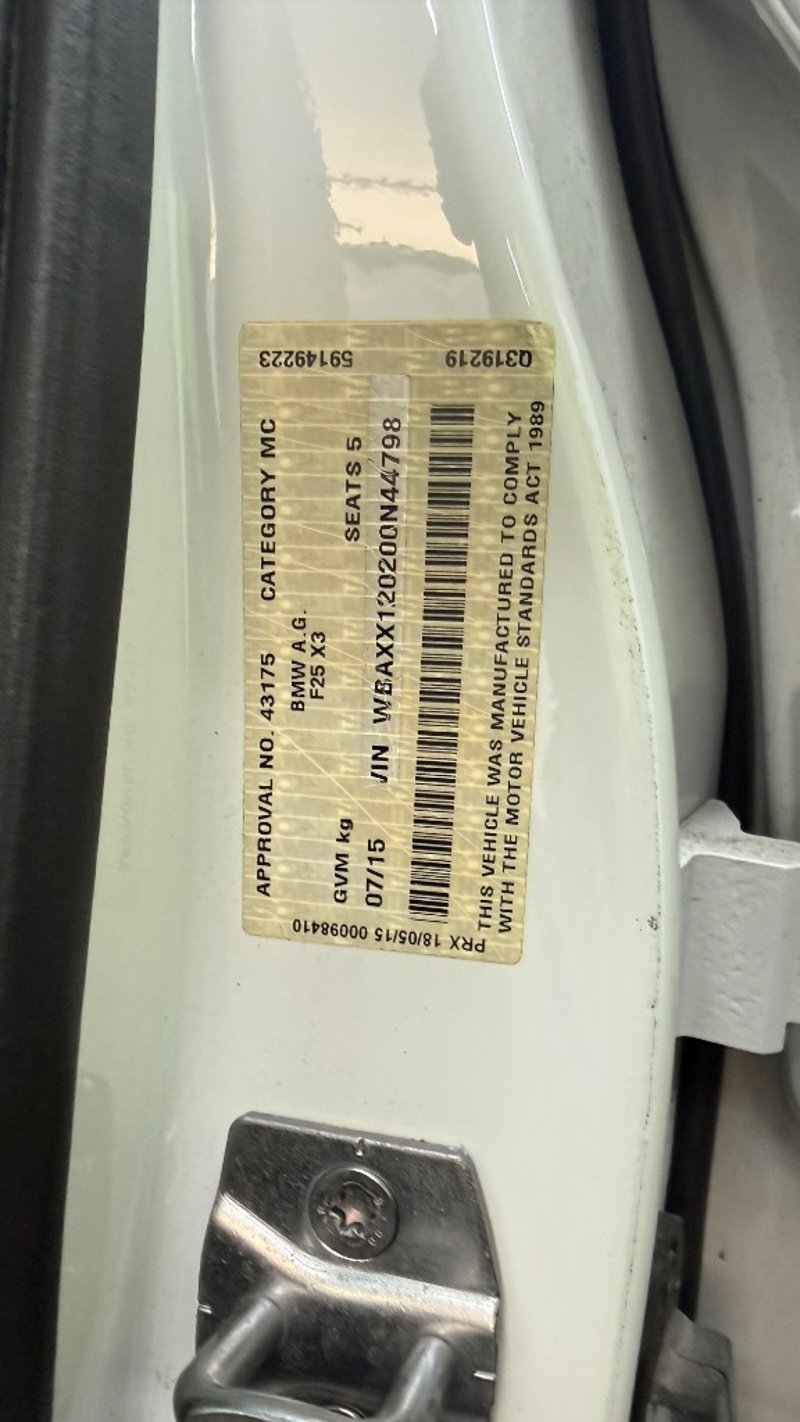 APPROVAL NO. 43175 CATEGORY MC
BMW A.G.
F25 X3
GVM kg SEATS 5
07/15 VIN WBAXX120200N44798
THIS VEHICLE WAS MANUFACTURED TO COMPLY
WITH THE MOTOR VEHICLE STANDARDS ACT 1989
59149223
Q319219
PRX 18/05/15 00098410